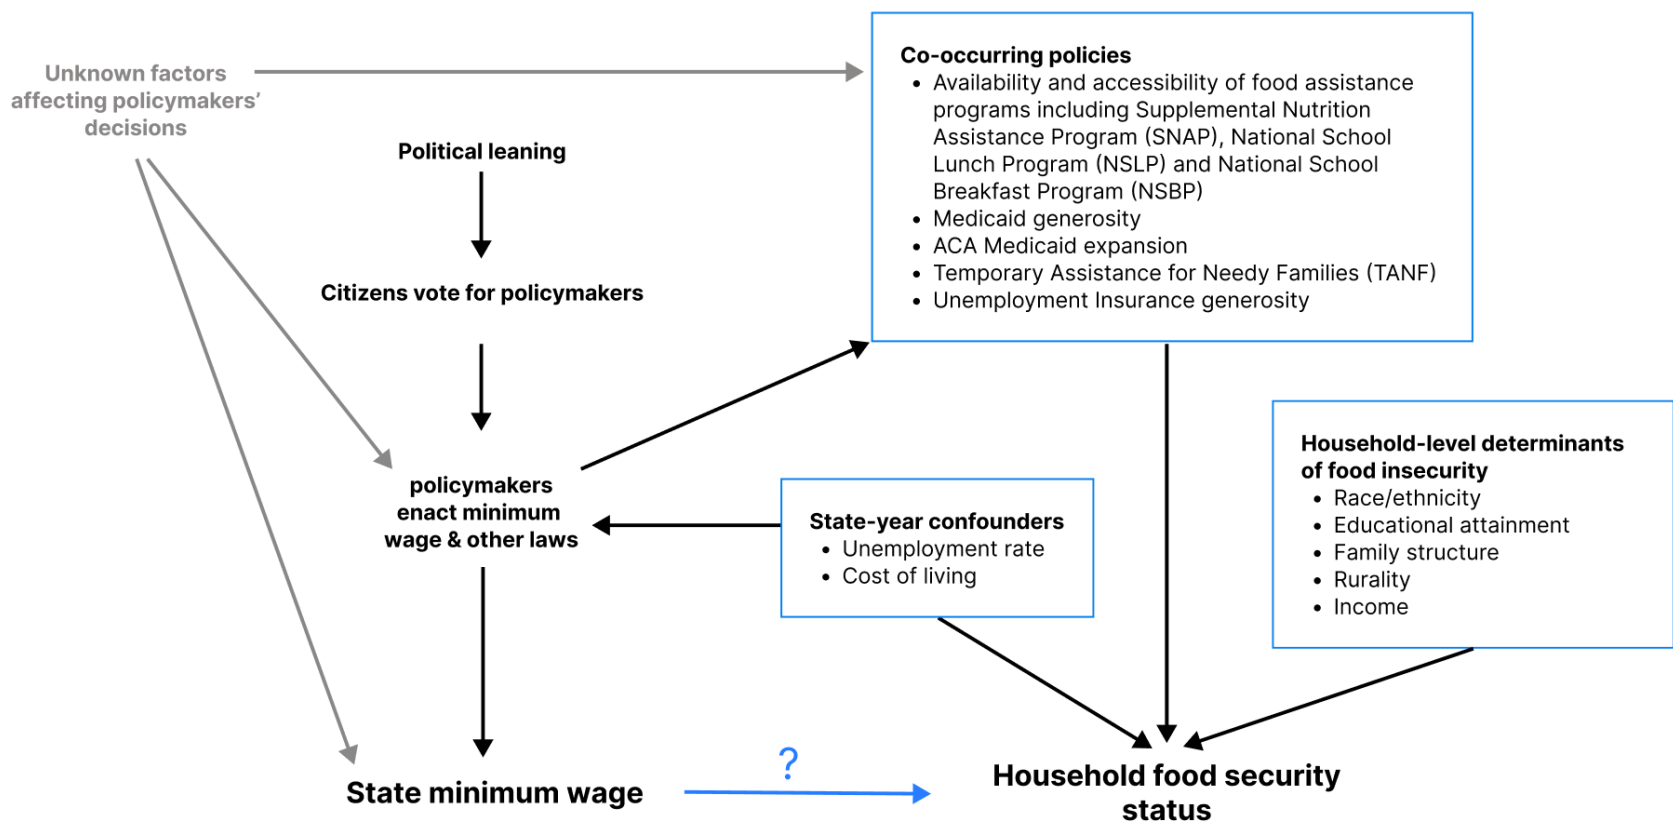 Unknown factors
affecting policymakers'
decisions
Political leaning
Citizens vote for policymakers
policymakers
enact minimum
wage & other laws
State minimum wage
?
Co-occurring policies
• Availability and accessibility of food assistance
programs including Supplemental Nutrition
Assistance Program (SNAP), National School
Lunch Program (NSLP) and National School
Breakfast Program (NSBP)
• Medicaid generosity
• ACA Medicaid expansion
• Temporary Assistance for Needy Families (TANF)
• Unemployment Insurance generosity
State-year confounders
• Unemployment rate
• Cost of living
Household-level determinants
of food insecurity
• Race/ethnicity
• Educational attainment
• Family structure
• Rurality
• Income
Household food security
status